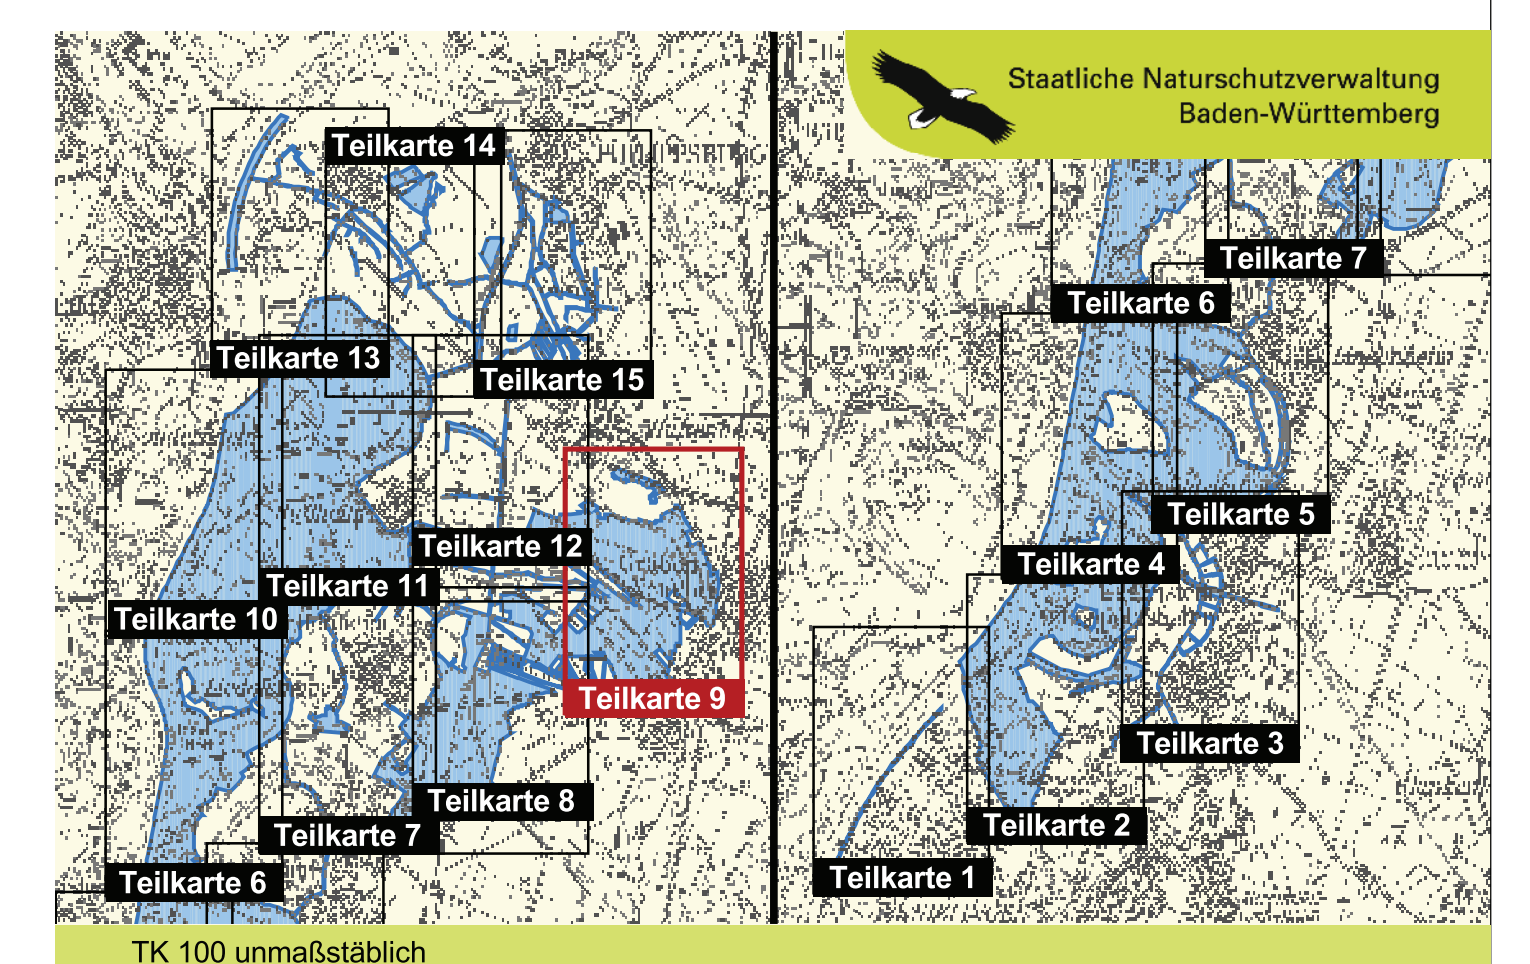 Staatliche Naturschutzverwaltung
Baden-Württemberg
Teilkarte 14
Teilkarte 13
Teilkarte 15
Teilkarte 12
Teilkarte 11
Teilkarte 10
Teilkarte 9
Teilkarte 8
Teilkarte 7
Teilkarte 6
Teilkarte 7
Teilkarte 6
Teilkarte 5
Teilkarte 4
Teilkarte 3
Teilkarte 2
Teilkarte 1
TK 100 unmaßstäblich